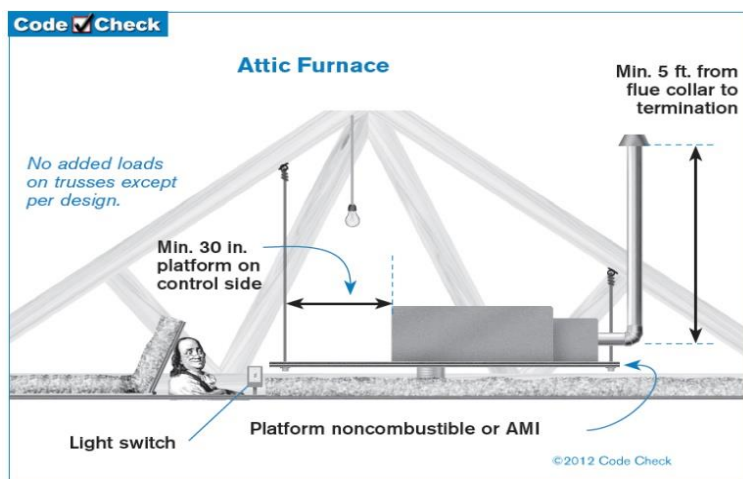 Code Check
Attic Furnace
Min. 5 ft. from
flue collar to
termination
No added loads
on trusses except
per design.
Min. 30 in.
platform on
control side
Light switch
Platform noncombustible or AMI
©2012 Code Check